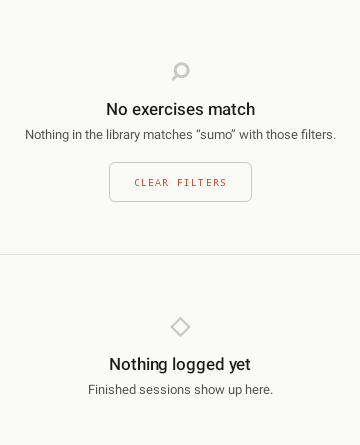 No exercises match
Nothing in the library matches “sumo” with those filters.
CLEAR FILTERS
Nothing logged yet
Finished sessions show up here.